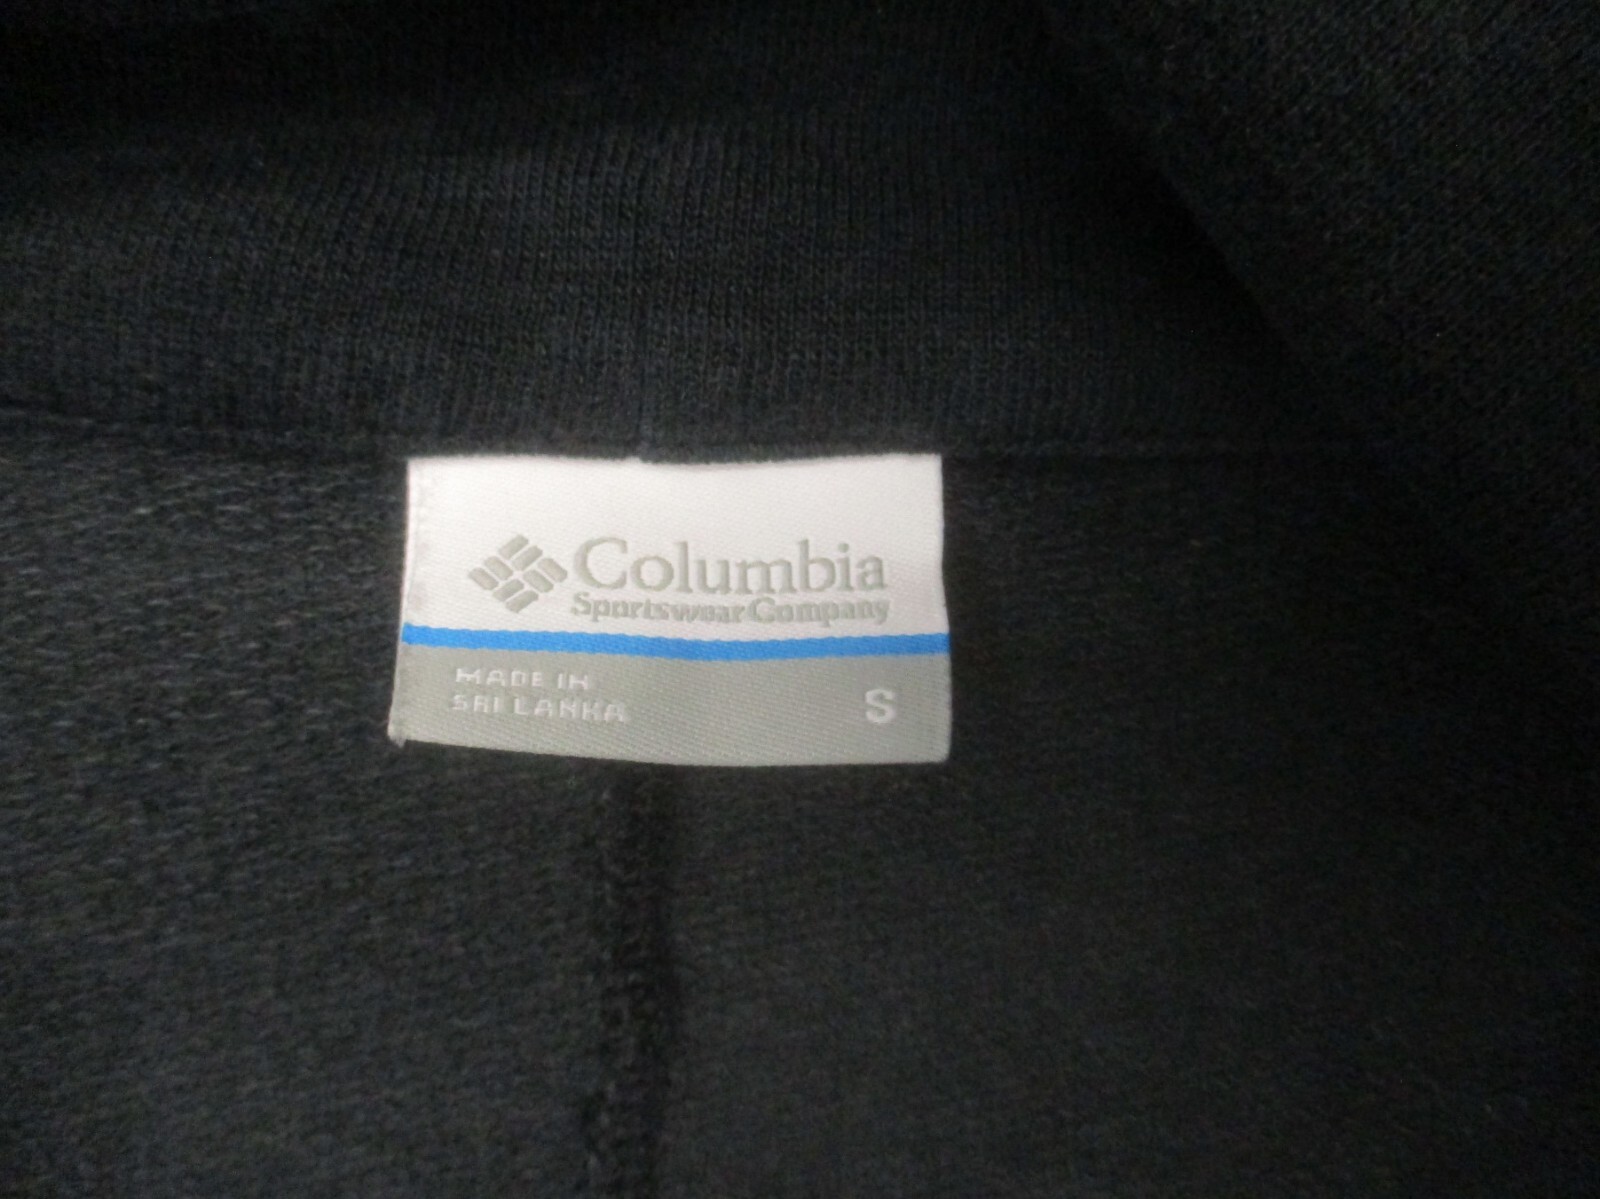 Columbia
Sportswear Company
MADE IN
SRI LANKA
S